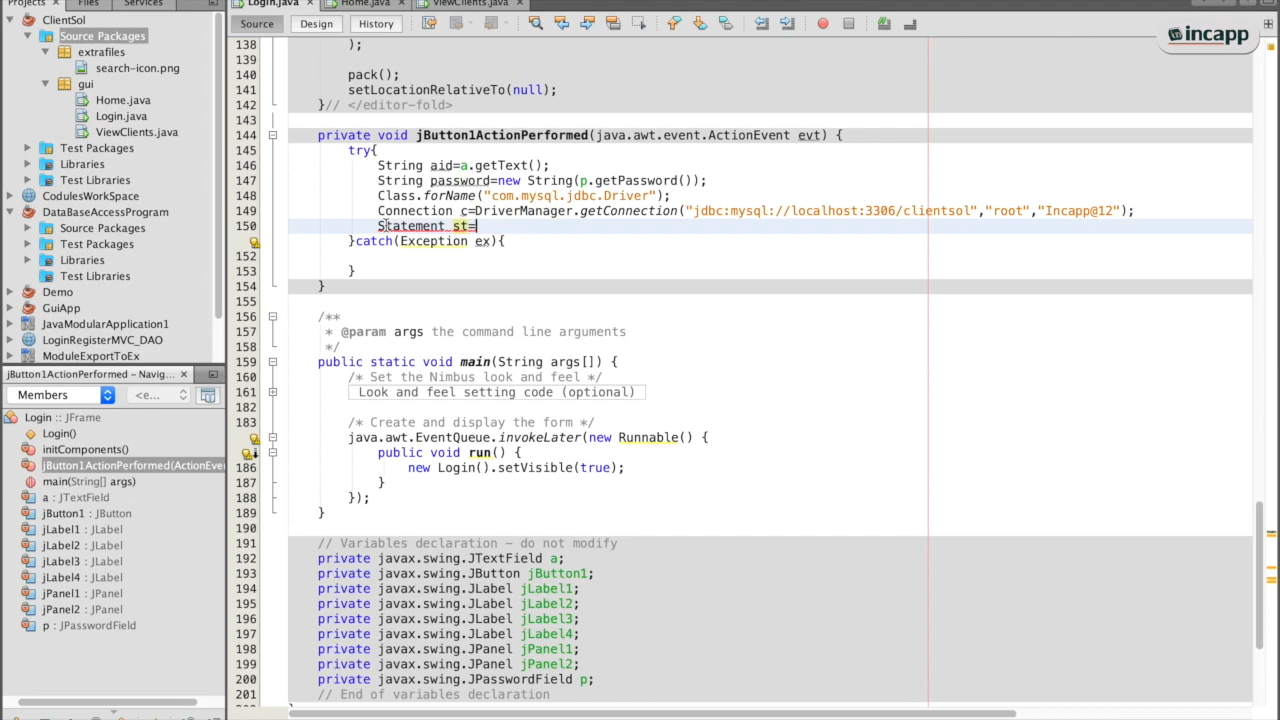 Projects
Files
Services
Login.java
Home.java
ViewClients.java
Source
Design
History
incapp
ClientSol
Source Packages
extrafiles
search-icon.png
gui
Home.java
Login.java
ViewClients.java
Test Packages
Libraries
Test Libraries
CodulesWorkSpace
DataBaseAccessProgram
Source Packages
Test Packages
Libraries
Test Libraries
Demo
GuiApp
JavaModularApplication1
LoginRegisterMVC_DAO
ModuleExportToEx
jButton1ActionPerformed – Navig...
Members
<e...
Login :: JFrame
Login()
initComponents()
jButton1ActionPerformed(ActionEve
main(String[] args)
a : JTextField
jButton1 : JButton
jLabel1 : JLabel
jLabel2 : JLabel
jLabel3 : JLabel
jLabel4 : JLabel
jPanel1 : JPanel
jPanel2 : JPanel
p : JPasswordField
138 );
139
140 pack();
141 setLocationRelativeTo(null);
142 }// </editor-fold>
143
144 private void jButton1ActionPerformed(java.awt.event.ActionEvent evt) {
145 try{
146 String aid=a.getText();
147 String password=new String(p.getPassword());
148 Class.forName("com.mysql.jdbc.Driver");
149 Connection c=DriverManager.getConnection("jdbc:mysql://localhost:3306/clientsol","root","Incapp@12");
150 Statement st=
}catch(Exception ex){
152
153 }
154 }
155
156 /**
157 * @param args the command line arguments
158 */
159 public static void main(String args[]) {
160 /* Set the Nimbus look and feel */
161 Look and feel setting code (optional)
182
183 /* Create and display the form */
java.awt.EventQueue.invokeLater(new Runnable() {
public void run() {
186 new Login().setVisible(true);
187 }
188 });
189 }
190
191 // Variables declaration – do not modify
192 private javax.swing.JTextField a;
193 private javax.swing.JButton jButton1;
194 private javax.swing.JLabel jLabel1;
195 private javax.swing.JLabel jLabel2;
196 private javax.swing.JLabel jLabel3;
197 private javax.swing.JLabel jLabel4;
198 private javax.swing.JPanel jPanel1;
199 private javax.swing.JPanel jPanel2;
200 private javax.swing.JPasswordField p;
201 // End of variables declaration